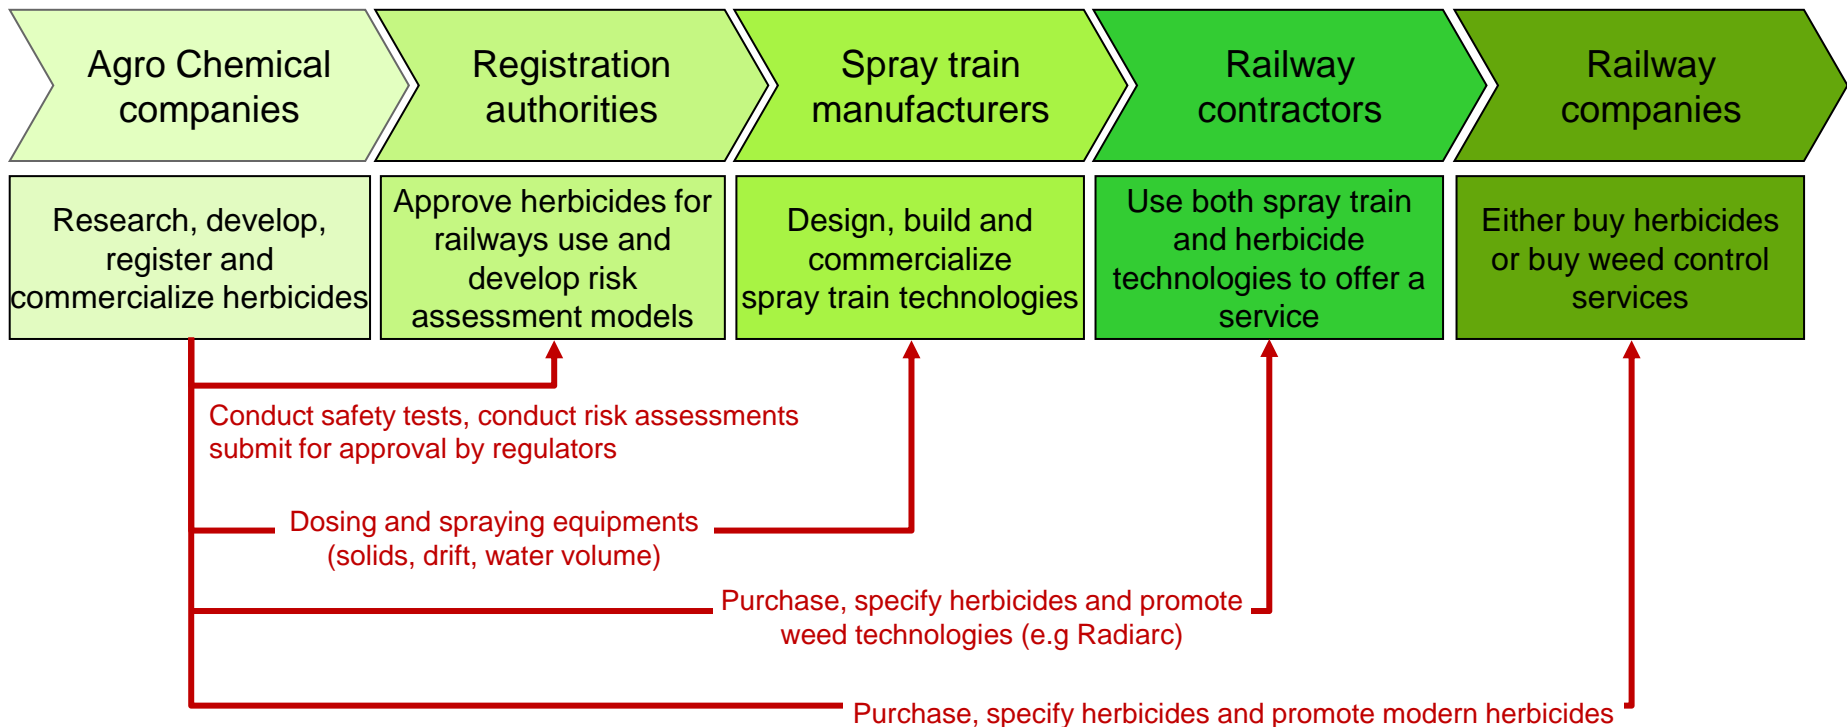 Agro Chemical
companies
Registration
authorities
Spray train
manufacturers
Railway
contractors
Railway
companies
Research, develop,
register and
commercialize herbicides
Approve herbicides for
railways use and
develop risk
assessment models
Design, build and
commercialize
spray train technologies
Use both spray train
and herbicide
technologies to offer a
service
Either buy herbicides
or buy weed control
services
Conduct safety tests, conduct risk assessments
submit for approval by regulators
Dosing and spraying equipments
(solids, drift, water volume)
Purchase, specify herbicides and promote
weed technologies (e.g Radiarc)
Purchase, specify herbicides and promote modern herbicides